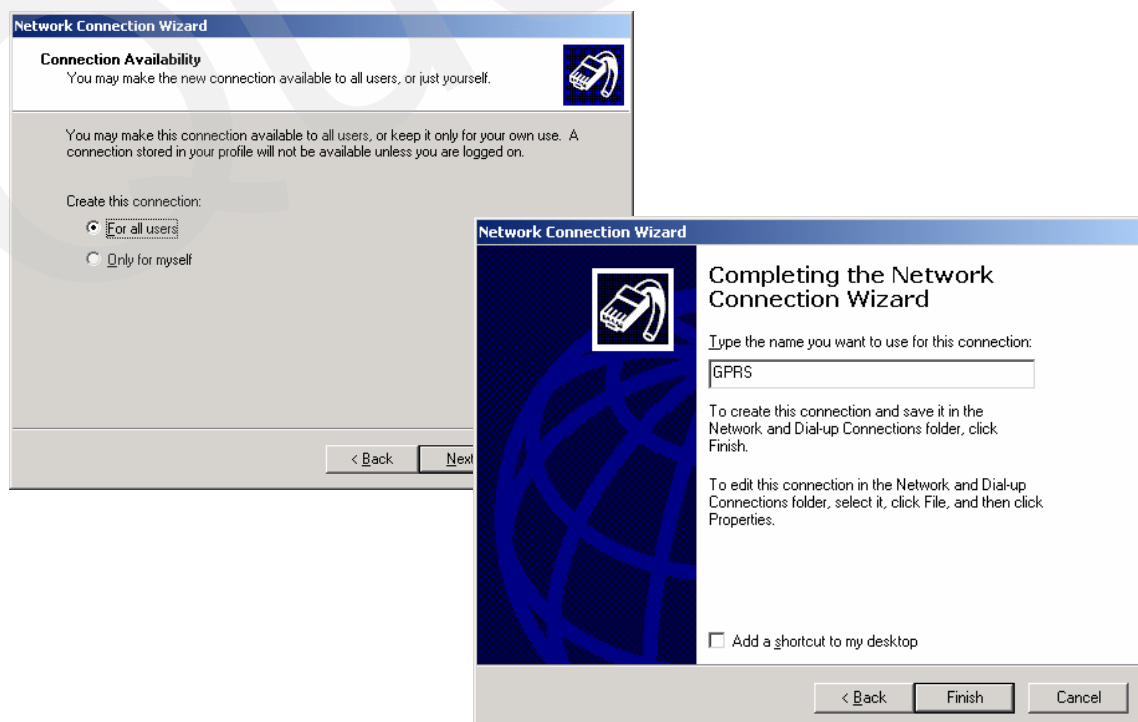 Network Connection Wizard
Connection Availability
You may make the new connection available to all users, or just yourself.
You may make this connection available to all users, or keep it only for your own use. A
connection stored in your profile will not be available unless you are logged on.
Create this connection:
For all users
Only for myself
< Back
Next
Network Connection Wizard
Completing the Network
Connection Wizard
Type the name you want to use for this connection:
GPRS
To create this connection and save it in the
Network and Dial-up Connections folder, click
Finish.
To edit this connection in the Network and Dial-up
Connections folder, select it, click File, and then click
Properties.
Add a shortcut to my desktop
< Back
Finish
Cancel